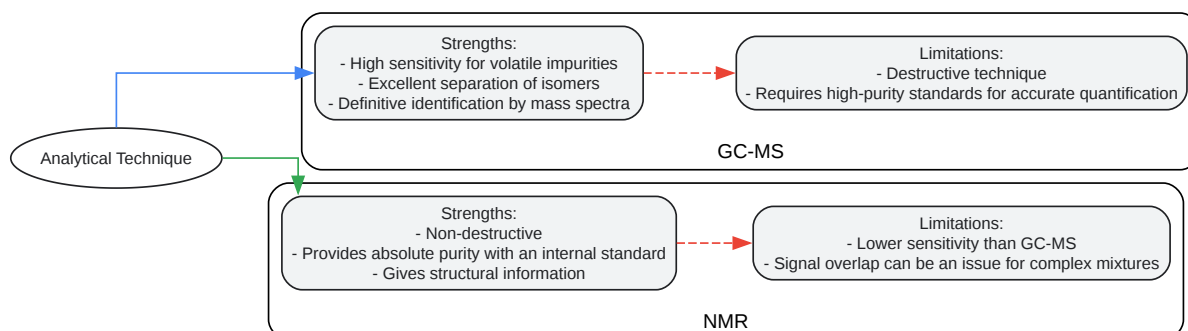 Strengths:
- High sensitivity for volatile impurities
- Excellent separation of isomers
- Definitive identification by mass spectra
Limitations:
- Destructive technique
- Requires high-purity standards for accurate quantification
GC-MS
Analytical Technique
Strengths:
- Non-destructive
- Provides absolute purity with an internal standard
- Gives structural information
Limitations:
- Lower sensitivity than GC-MS
- Signal overlap can be an issue for complex mixtures
NMR